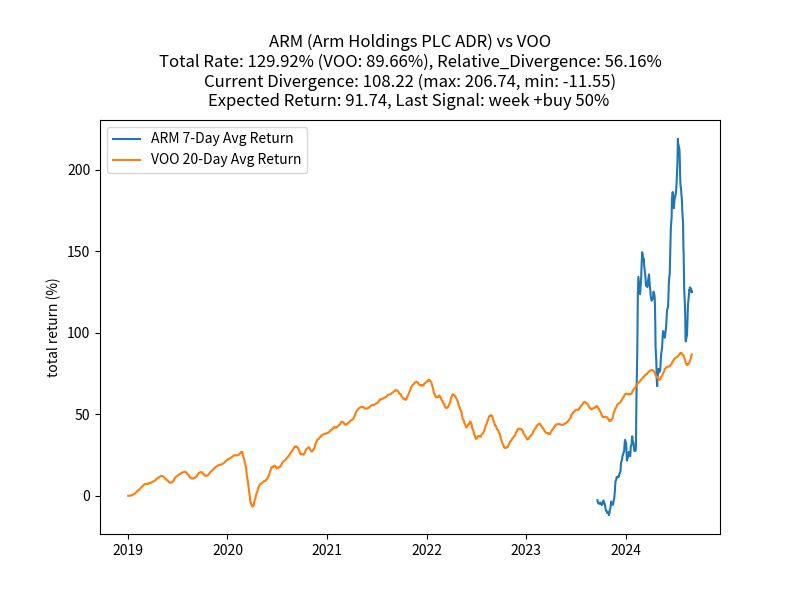 ARM (Arm Holdings PLC ADR) vs VOO
Total Rate: 129.92% (VOO: 89.66%), Relative_Divergence: 56.16%
Current Divergence: 108.22 (max: 206.74, min: -11.55)
Expected Return: 91.74, Last Signal: week +buy 50%
ARM 7-Day Avg Return
VOO 20-Day Avg Return
total return (%)
200
150
100
50
0
2019
2020
2021
2022
2023
2024